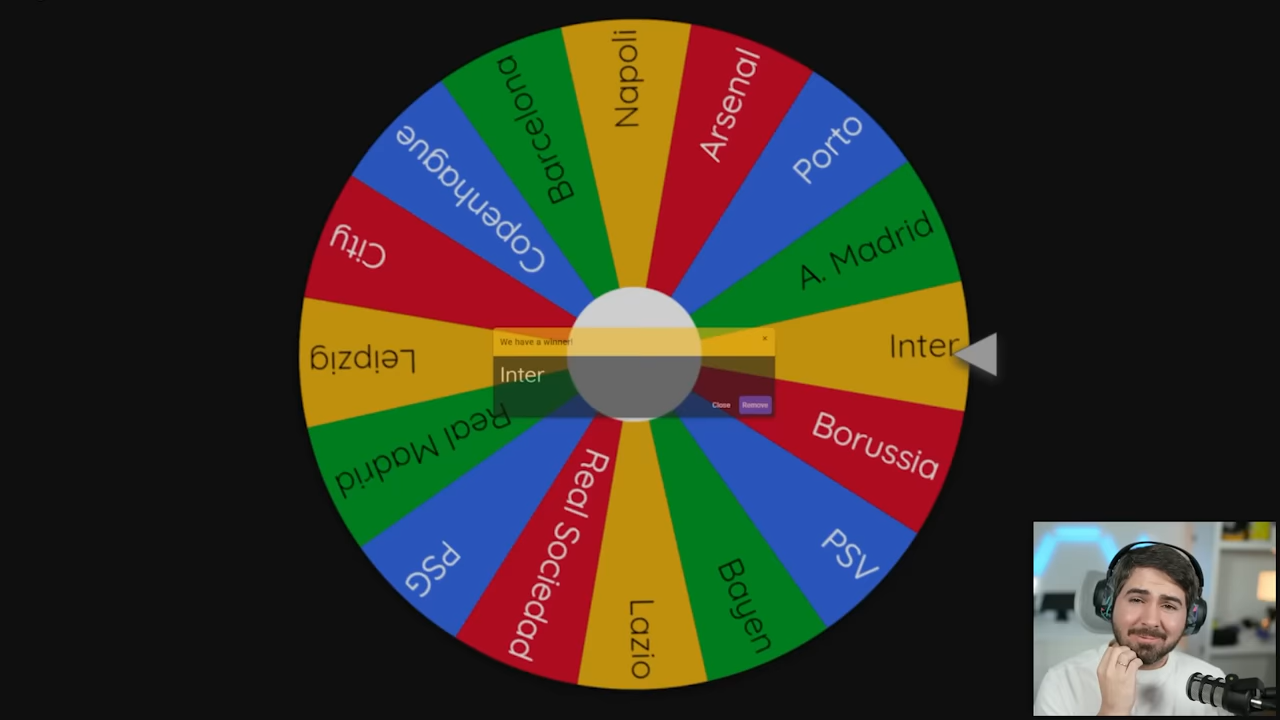 Napoli
Arsenal
Porto
A. Madrid
Inter
Borussia
PSV
Bayen
Lazio
Real Sociedad
PSG
Real Madrid
Leipzig
City
Copenhague
Barcelona
We have a winner!
×
Inter
Close
Remove